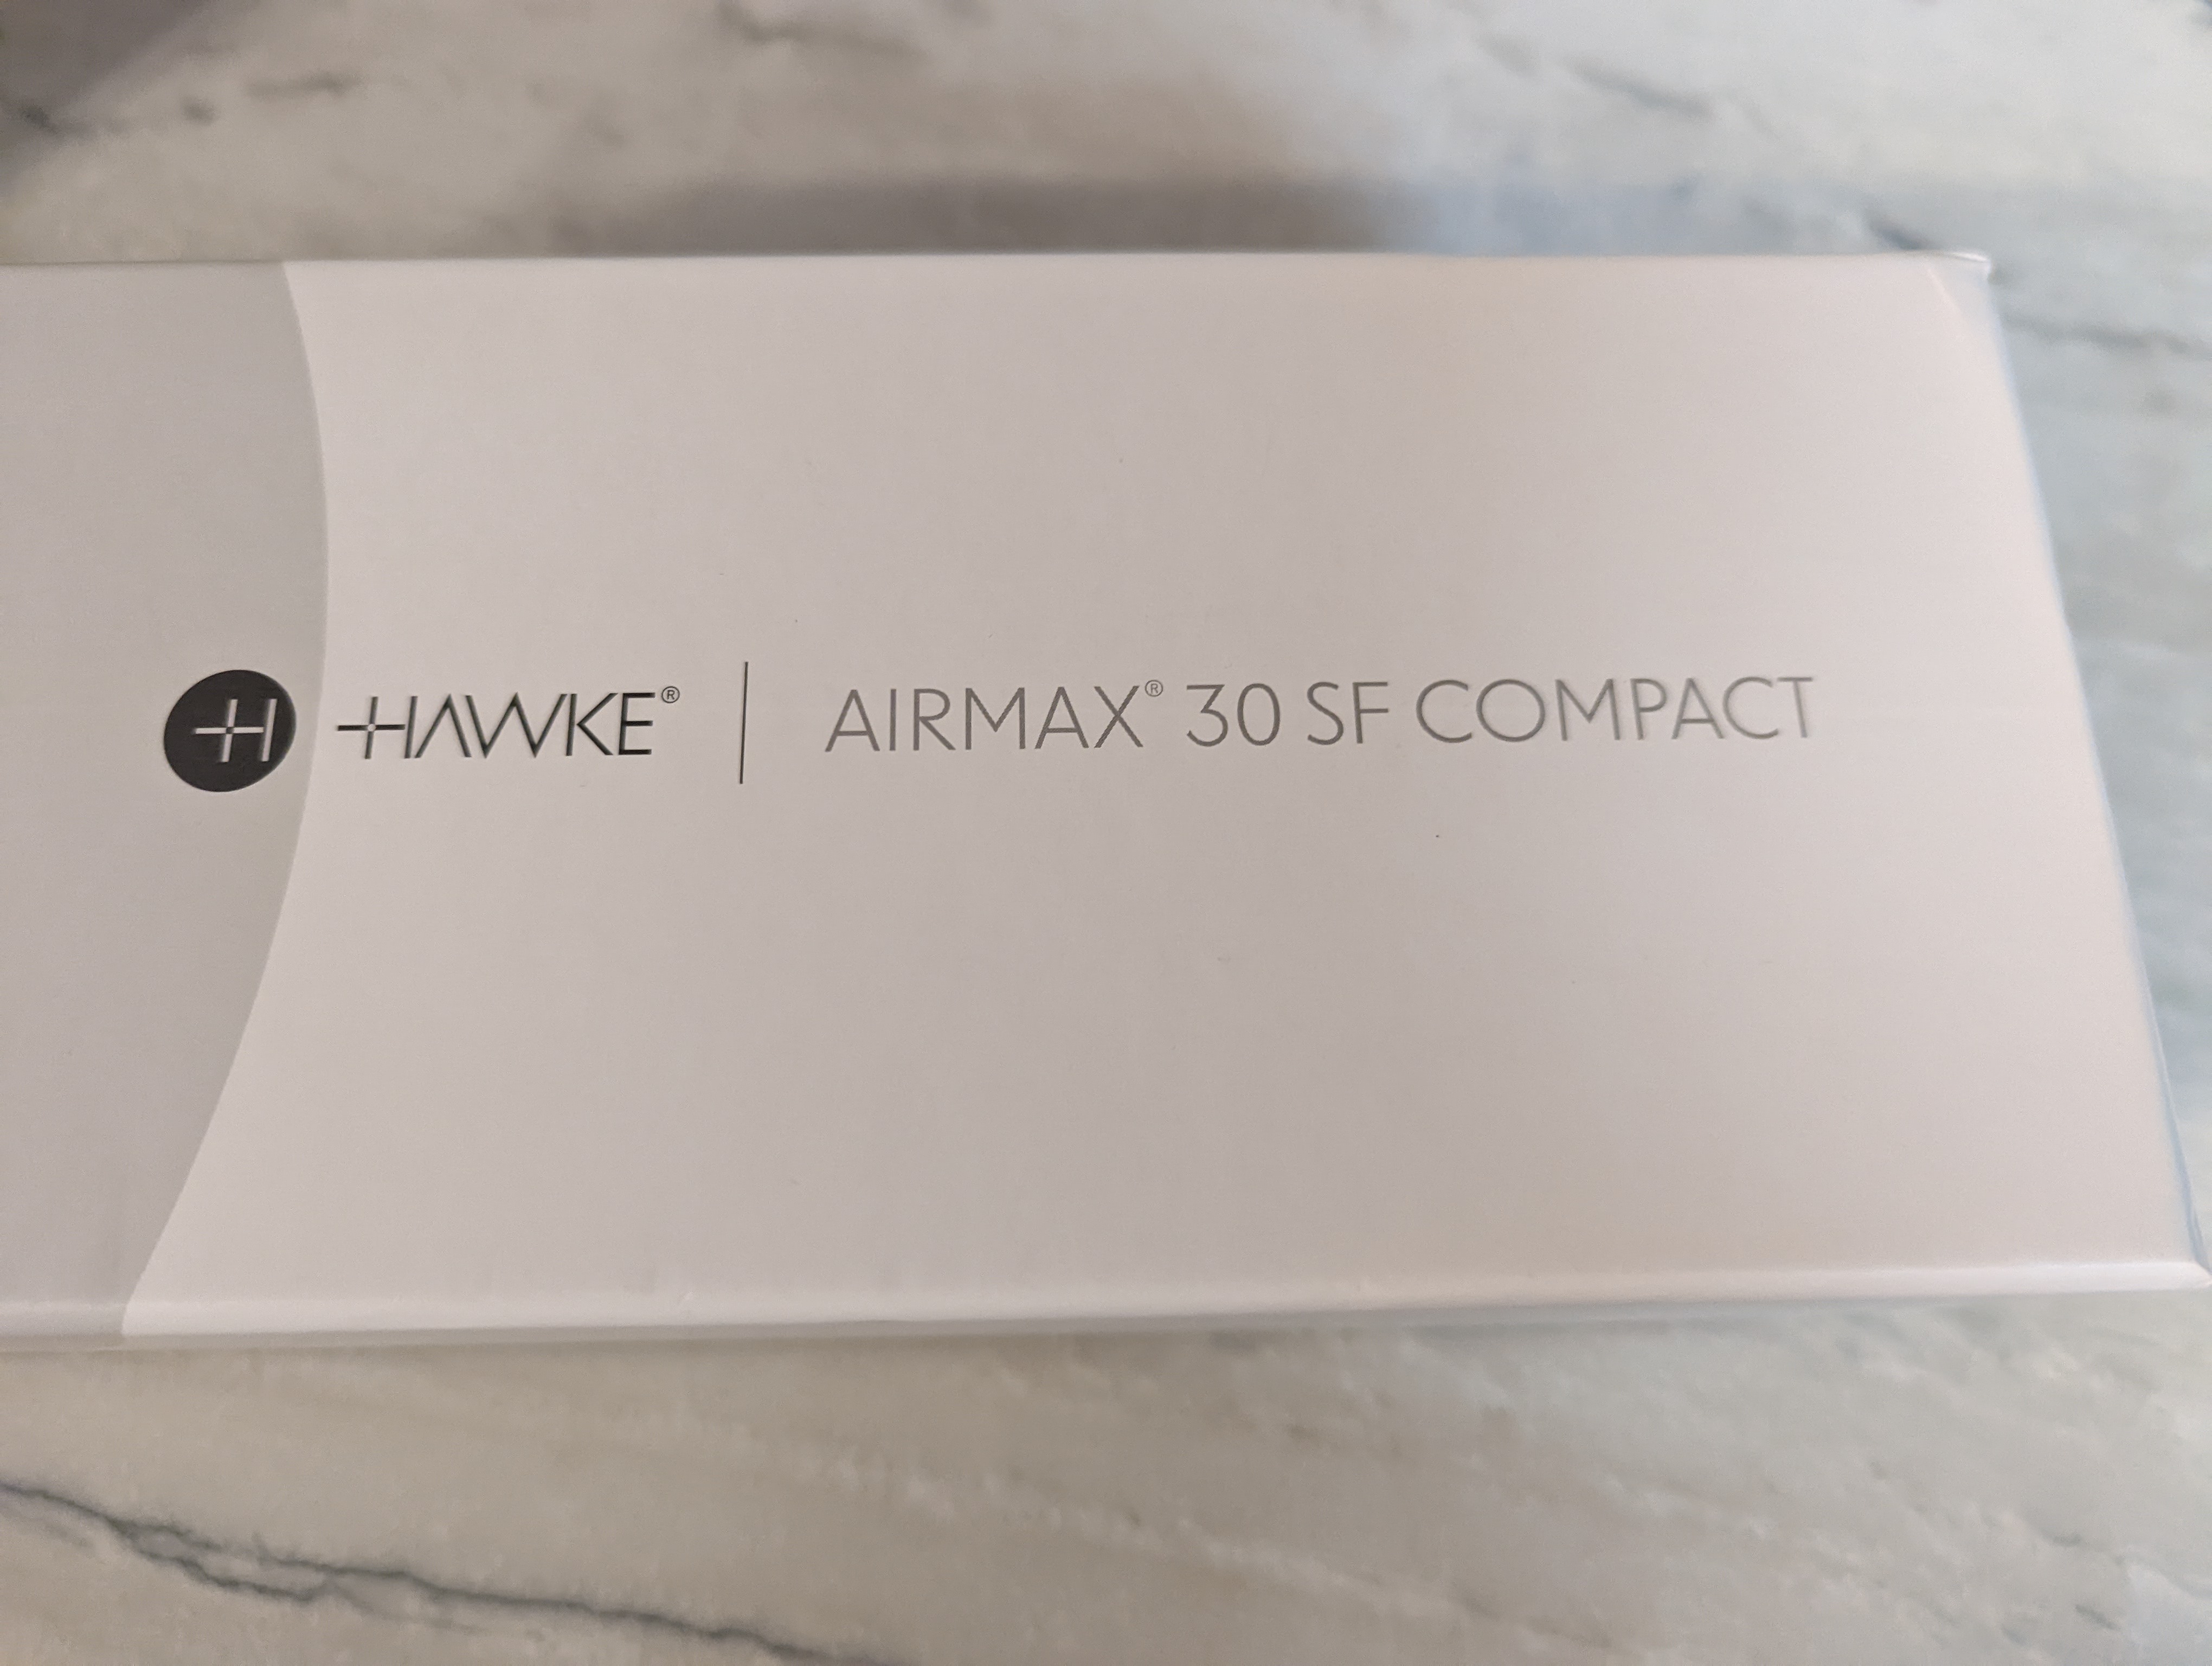 H HAWKE® | AIRMAX® 30 SF COMPACT